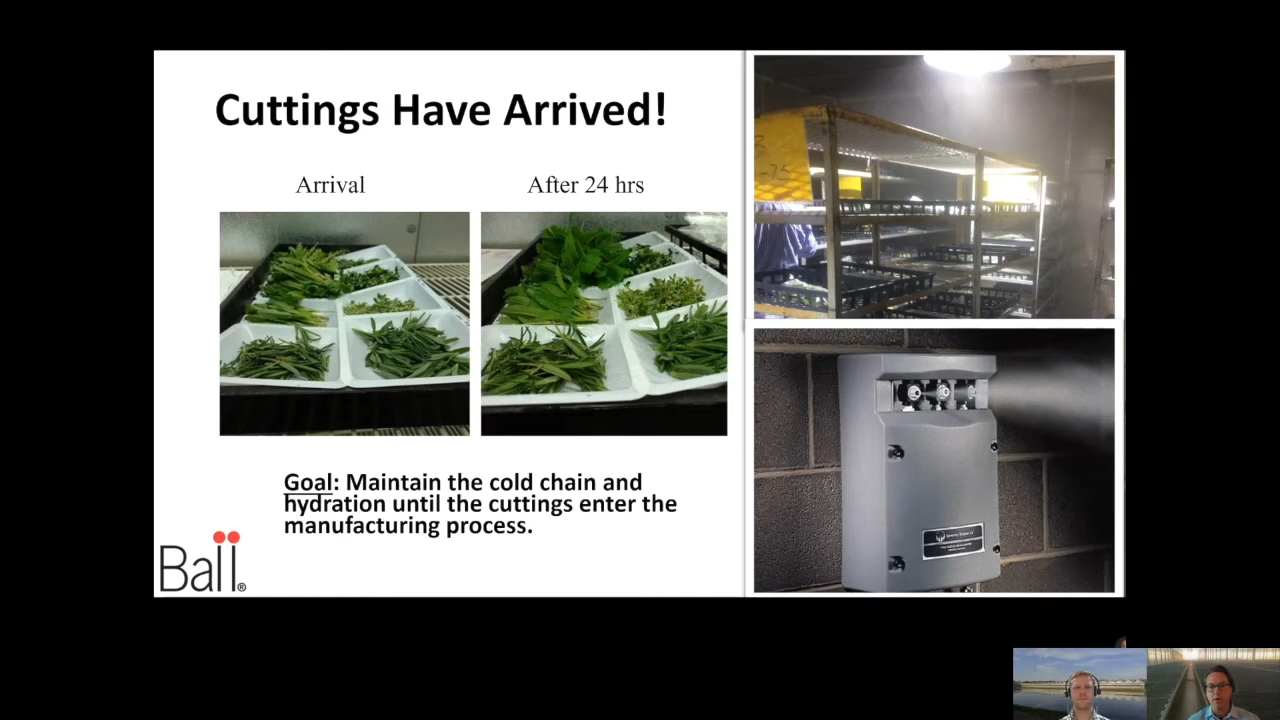 Cuttings Have Arrived!
Arrival
After 24 hrs
Goal: Maintain the cold chain and
hydration until the cuttings enter the
manufacturing process.
Ball®